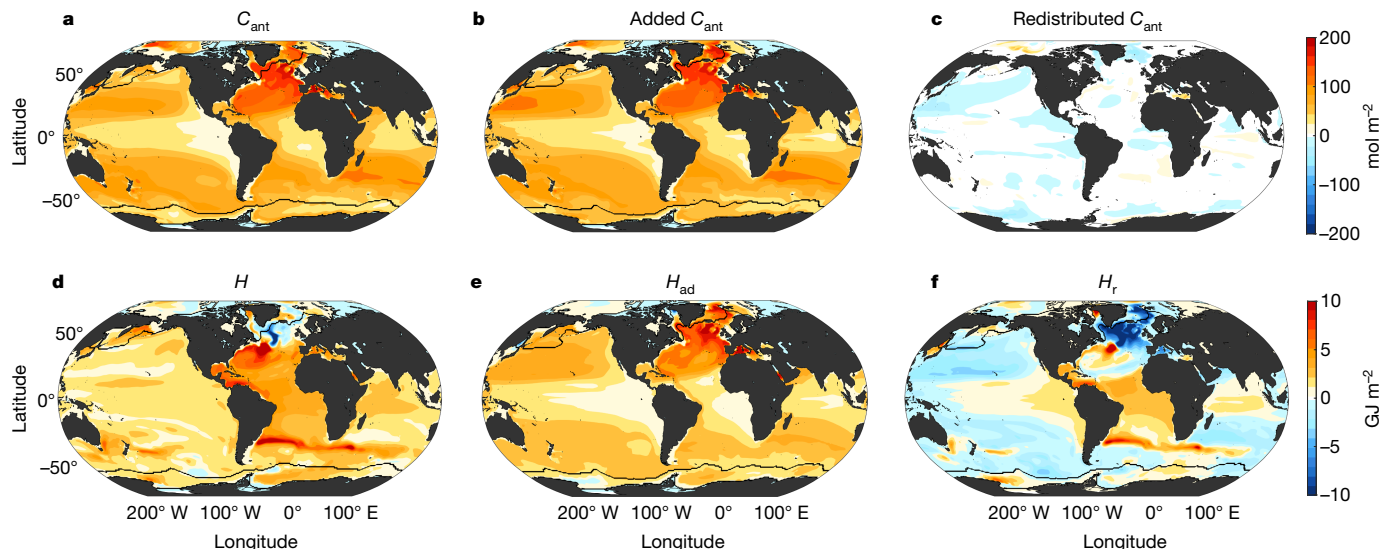 a C_ant
b Added C_ant
c Redistributed C_ant
50°
0°
−50°
Latitude
200
100
0
−100
−200
mol m⁻²
d H
e H_ad
f H_r
50°
0°
−50°
Latitude
10
5
0
−5
−10
GJ m⁻²
200° W 100° W 0° 100° E
200° W 100° W 0° 100° E
200° W 100° W 0° 100° E
Longitude
Longitude
Longitude